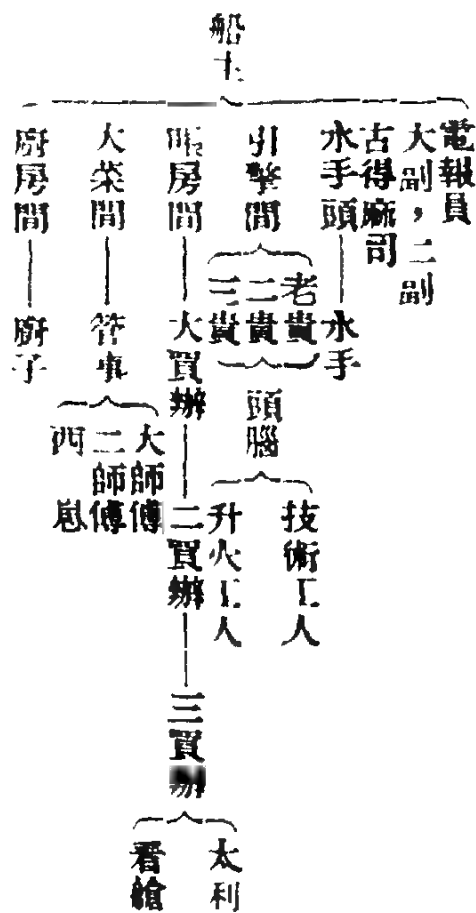 船主
電報員
大副，二副
古得麻司
水手頭
水手
引擎間
老貴
二貴
三貴
頭腦
技術工人
升火工人
賬房間
大買辦
二買辦
三買辦
太利
看艙
大菜間
管事
大師傅
二師傅
西崽
廚房間
廚子